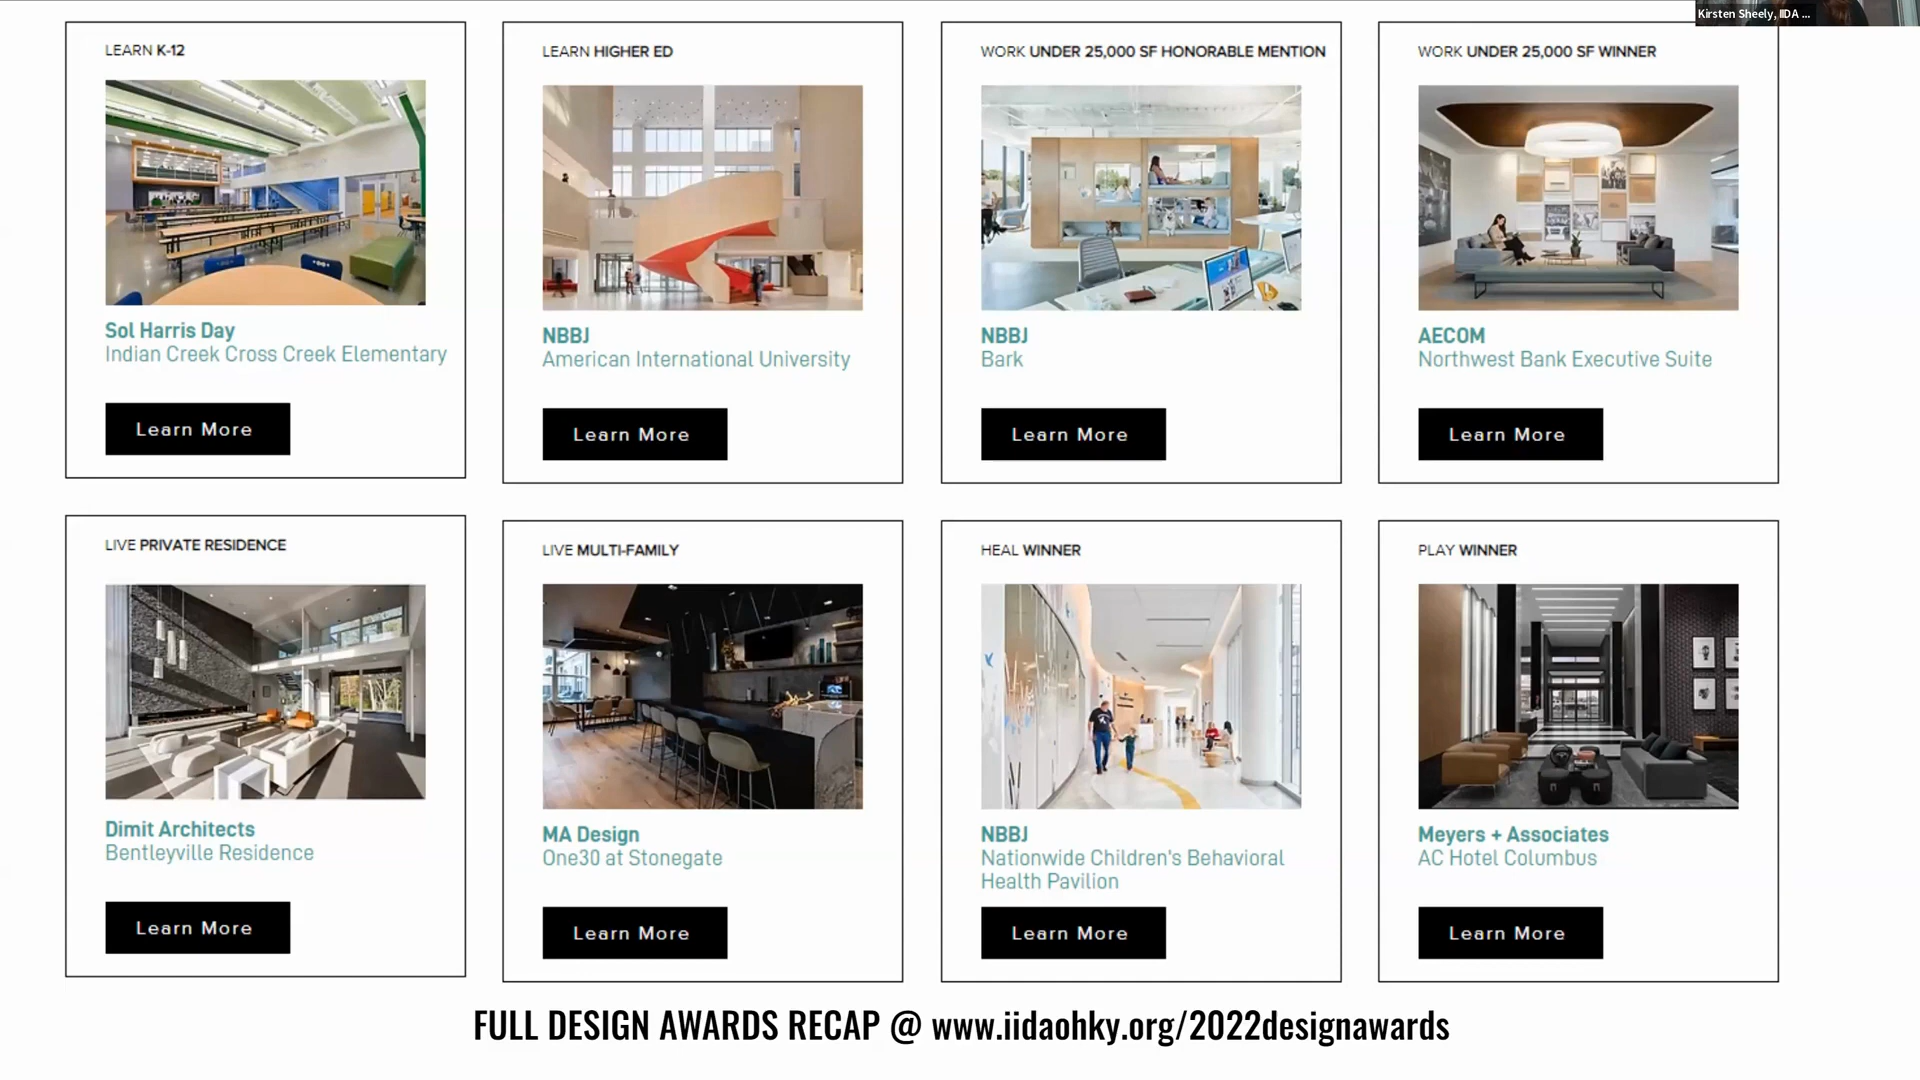 Kirsten Sheely, IIDA ...
LEARN K-12
LEARN HIGHER ED
WORK UNDER 25,000 SF HONORABLE MENTION
WORK UNDER 25,000 SF WINNER
Sol Harris Day
Indian Creek Cross Creek Elementary
Learn More
NBBJ
American International University
Learn More
NBBJ
Bark
Learn More
AECOM
Northwest Bank Executive Suite
Learn More
LIVE PRIVATE RESIDENCE
LIVE MULTI-FAMILY
HEAL WINNER
PLAY WINNER
Dimit Architects
Bentleyville Residence
Learn More
MA Design
One30 at Stonegate
Learn More
NBBJ
Nationwide Children's Behavioral
Health Pavilion
Learn More
Meyers + Associates
AC Hotel Columbus
Learn More
FULL DESIGN AWARDS RECAP @ www.iidaohky.org/2022designawards